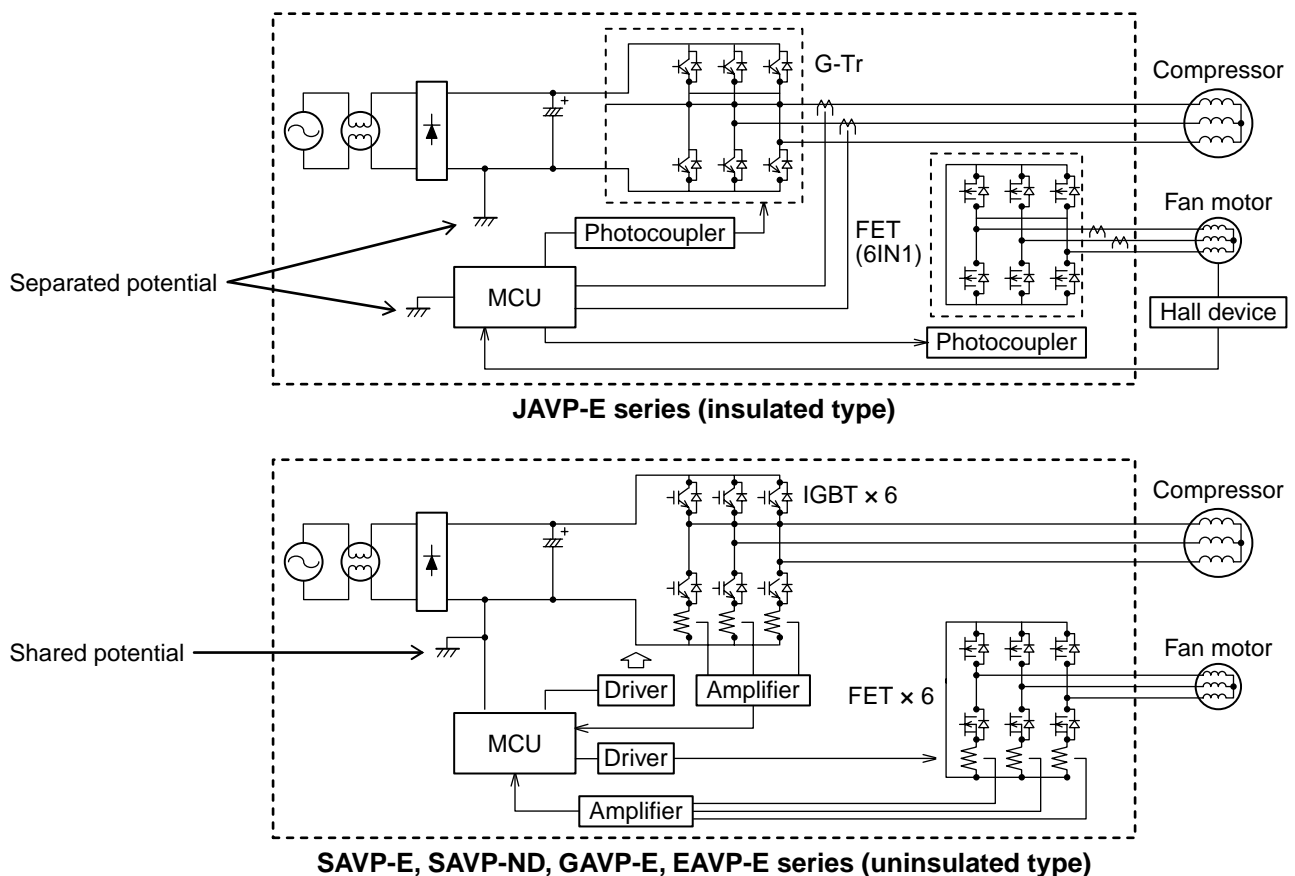 G-Tr
Compressor
+
Photocoupler
FET
(6IN1)
Fan motor
Separated potential
MCU
Hall device
Photocoupler
JAVP-E series (insulated type)
IGBT × 6
Compressor
+
Shared potential
Fan motor
Driver
Amplifier
FET × 6
MCU
Driver
Amplifier
SAVP-E, SAVP-ND, GAVP-E, EAVP-E series (uninsulated type)